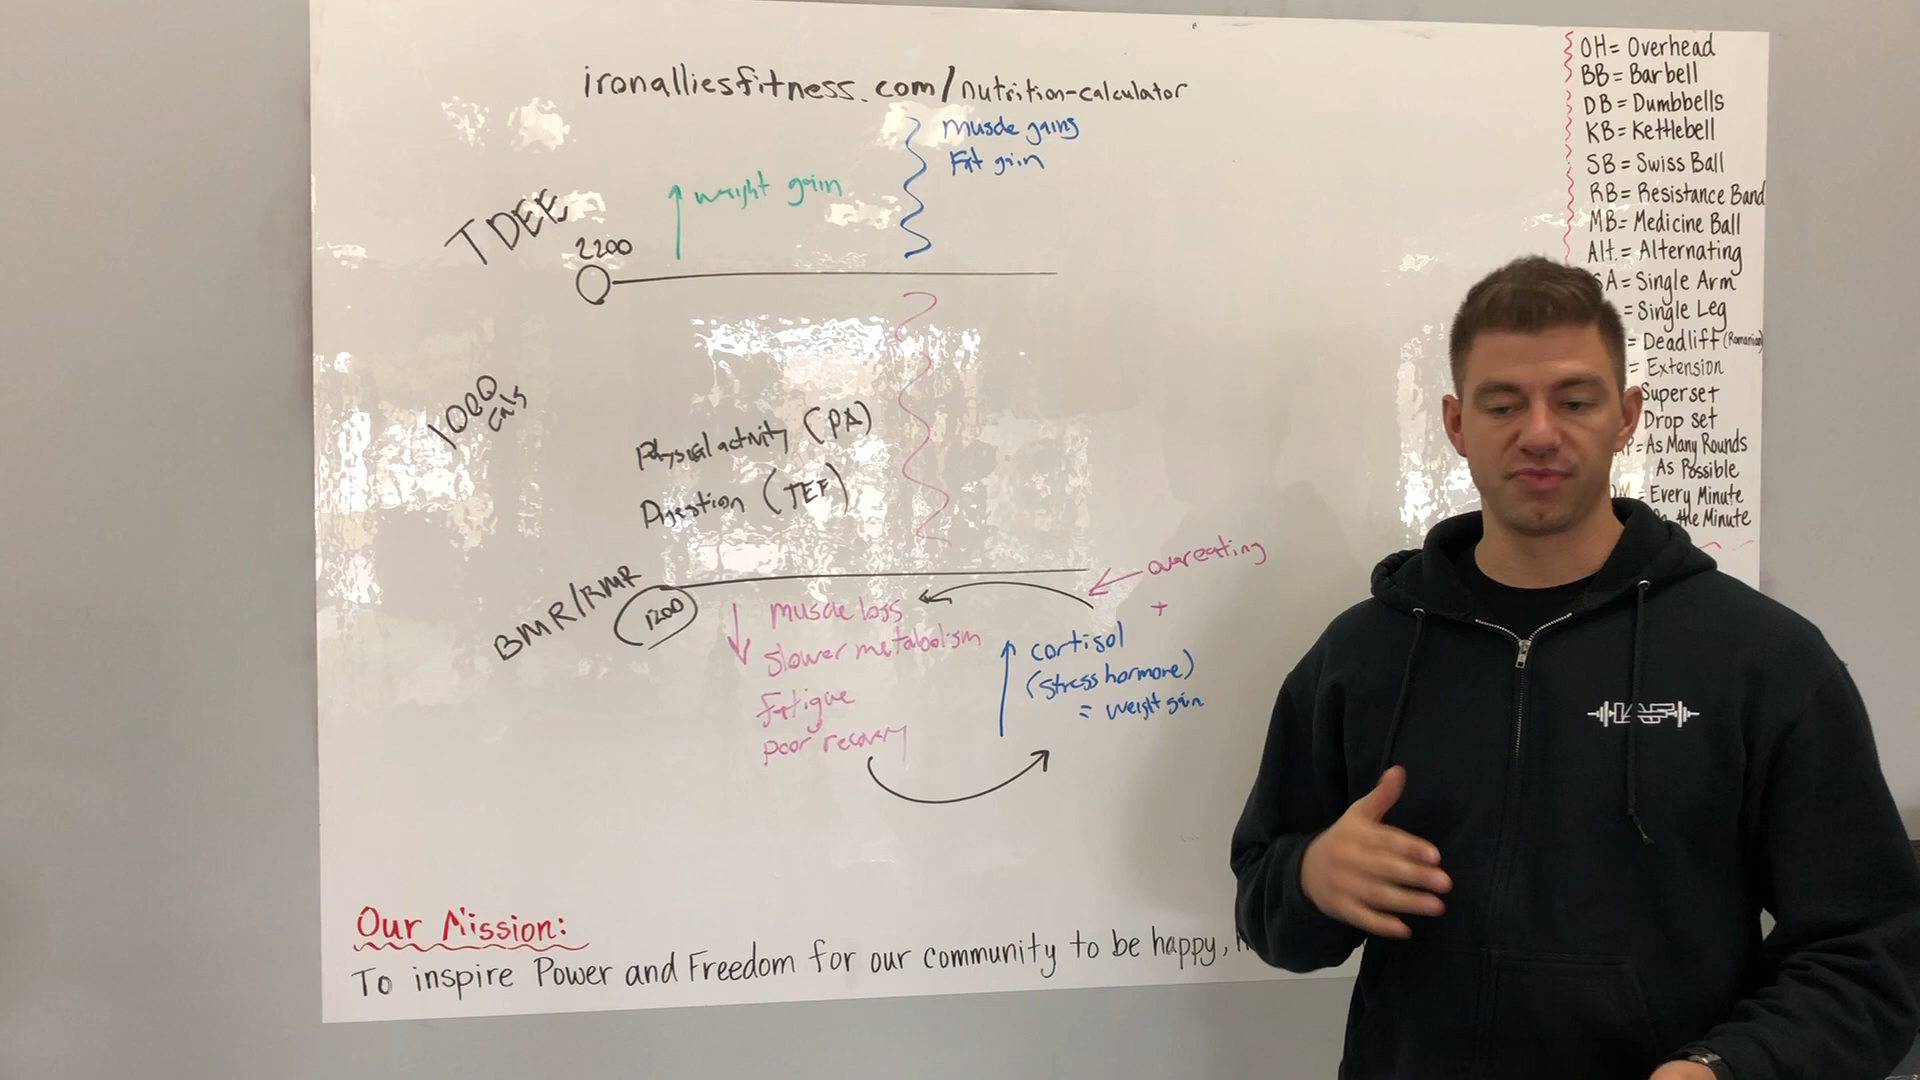 ironalliesfitness.com/nutrition-calculator
muscle gains
Fat gain
weight gain
TDEE
2200
1000
cals
Physical activity (PA)
Digestion (TEF)
BMR/RMR
1200
muscle loss
slower metabolism
fatigue
poor recovery
overeating
+
cortisol
(stress hormone)
= weight gain
Our Mission:
To inspire Power and Freedom for our community to be happy,
OH= Overhead
BB= Barbell
DB= Dumbbells
KB= Kettlebell
SB= Swiss Ball
RB= Resistance Band
MB= Medicine Ball
Alt.= Alternating
SA= Single Arm
= Single Leg
= Deadlift (Romanian)
= Extension
Superset
Drop set
P=As Many Rounds
As Possible
= Every Minute
the Minute
IAF